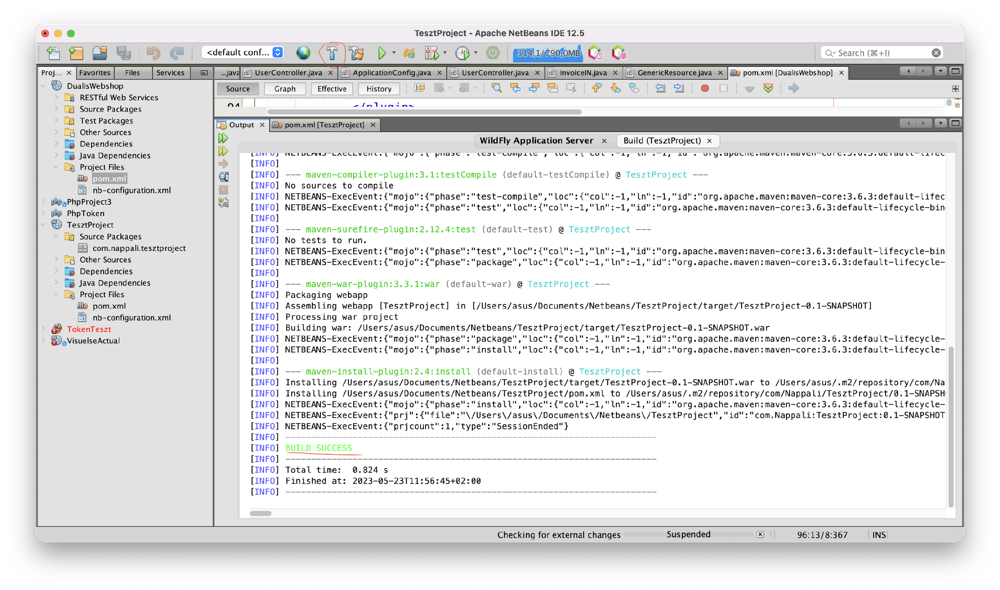 TesztProject - Apache NetBeans IDE 12.5
<default conf...
314,1/790,0MB
Search (⌘+I)
Proj...
Favorites
Files
Services
...java
UserController.java
ApplicationConfig.java
UserController.java
InvoiceIN.java
GenericResource.java
pom.xml [DualisWebshop]
Source
Graph
Effective
History
94
</plugin>
DualisWebshop
RESTful Web Services
Source Packages
Test Packages
Other Sources
Dependencies
Java Dependencies
Project Files
pom.xml
nb-configuration.xml
PhpProject3
PhpToken
TesztProject
Source Packages
com.nappali.tesztproject
Other Sources
Dependencies
Java Dependencies
Project Files
pom.xml
nb-configuration.xml
TokenTeszt
VisuelseActual
Output
pom.xml [TesztProject]
WildFly Application Server
Build (TesztProject)
[INFO] NETBEANS-ExecEvent:{"mojo":{"phase":"test-compile","loc":{"col":-1,"ln":-1,"id":"org.apache.maven:maven-core:3.6.3:default-lifec
[INFO]
[INFO] --- maven-compiler-plugin:3.1:testCompile (default-testCompile) @ TesztProject ---
[INFO] No sources to compile
[INFO] NETBEANS-ExecEvent:{"mojo":{"phase":"test-compile","loc":{"col":-1,"ln":-1,"id":"org.apache.maven:maven-core:3.6.3:default-lifec
[INFO] NETBEANS-ExecEvent:{"mojo":{"phase":"test","loc":{"col":-1,"ln":-1,"id":"org.apache.maven:maven-core:3.6.3:default-lifecycle-bin
[INFO]
[INFO] --- maven-surefire-plugin:2.12.4:test (default-test) @ TesztProject ---
[INFO] No tests to run.
[INFO] NETBEANS-ExecEvent:{"mojo":{"phase":"test","loc":{"col":-1,"ln":-1,"id":"org.apache.maven:maven-core:3.6.3:default-lifecycle-bin
[INFO] NETBEANS-ExecEvent:{"mojo":{"phase":"package","loc":{"col":-1,"ln":-1,"id":"org.apache.maven:maven-core:3.6.3:default-lifecycle-
[INFO]
[INFO] --- maven-war-plugin:3.3.1:war (default-war) @ TesztProject ---
[INFO] Packaging webapp
[INFO] Assembling webapp [TesztProject] in [/Users/asus/Documents/Netbeans/TesztProject/target/TesztProject-0.1-SNAPSHOT]
[INFO] Processing war project
[INFO] Building war: /Users/asus/Documents/Netbeans/TesztProject/target/TesztProject-0.1-SNAPSHOT.war
[INFO] NETBEANS-ExecEvent:{"mojo":{"phase":"package","loc":{"col":-1,"ln":-1,"id":"org.apache.maven:maven-core:3.6.3:default-lifecycle-
[INFO] NETBEANS-ExecEvent:{"mojo":{"phase":"install","loc":{"col":-1,"ln":-1,"id":"org.apache.maven:maven-core:3.6.3:default-lifecycle-
[INFO]
[INFO] --- maven-install-plugin:2.4:install (default-install) @ TesztProject ---
[INFO] Installing /Users/asus/Documents/Netbeans/TesztProject/target/TesztProject-0.1-SNAPSHOT.war to /Users/asus/.m2/repository/com/Na
[INFO] Installing /Users/asus/Documents/Netbeans/TesztProject/pom.xml to /Users/asus/.m2/repository/com/Nappali/TesztProject/0.1-SNAPSH
[INFO] NETBEANS-ExecEvent:{"mojo":{"phase":"install","loc":{"col":-1,"ln":-1,"id":"org.apache.maven:maven-core:3.6.3:default-lifecycle-
[INFO] NETBEANS-ExecEvent:{"prj":{"file":"\/Users\/asus\/Documents\/Netbeans\/TesztProject","id":"com.Nappali:TesztProject:0.1-SNAPSHOT
[INFO] NETBEANS-ExecEvent:{"prjcount":1,"type":"SessionEnded"}
[INFO] ------------------------------------------------------------------------
[INFO] BUILD SUCCESS
[INFO] ------------------------------------------------------------------------
[INFO] Total time:  0.824 s
[INFO] Finished at: 2023-05-23T11:56:45+02:00
[INFO] ------------------------------------------------------------------------
Checking for external changes
Suspended
96:13/8:367
INS